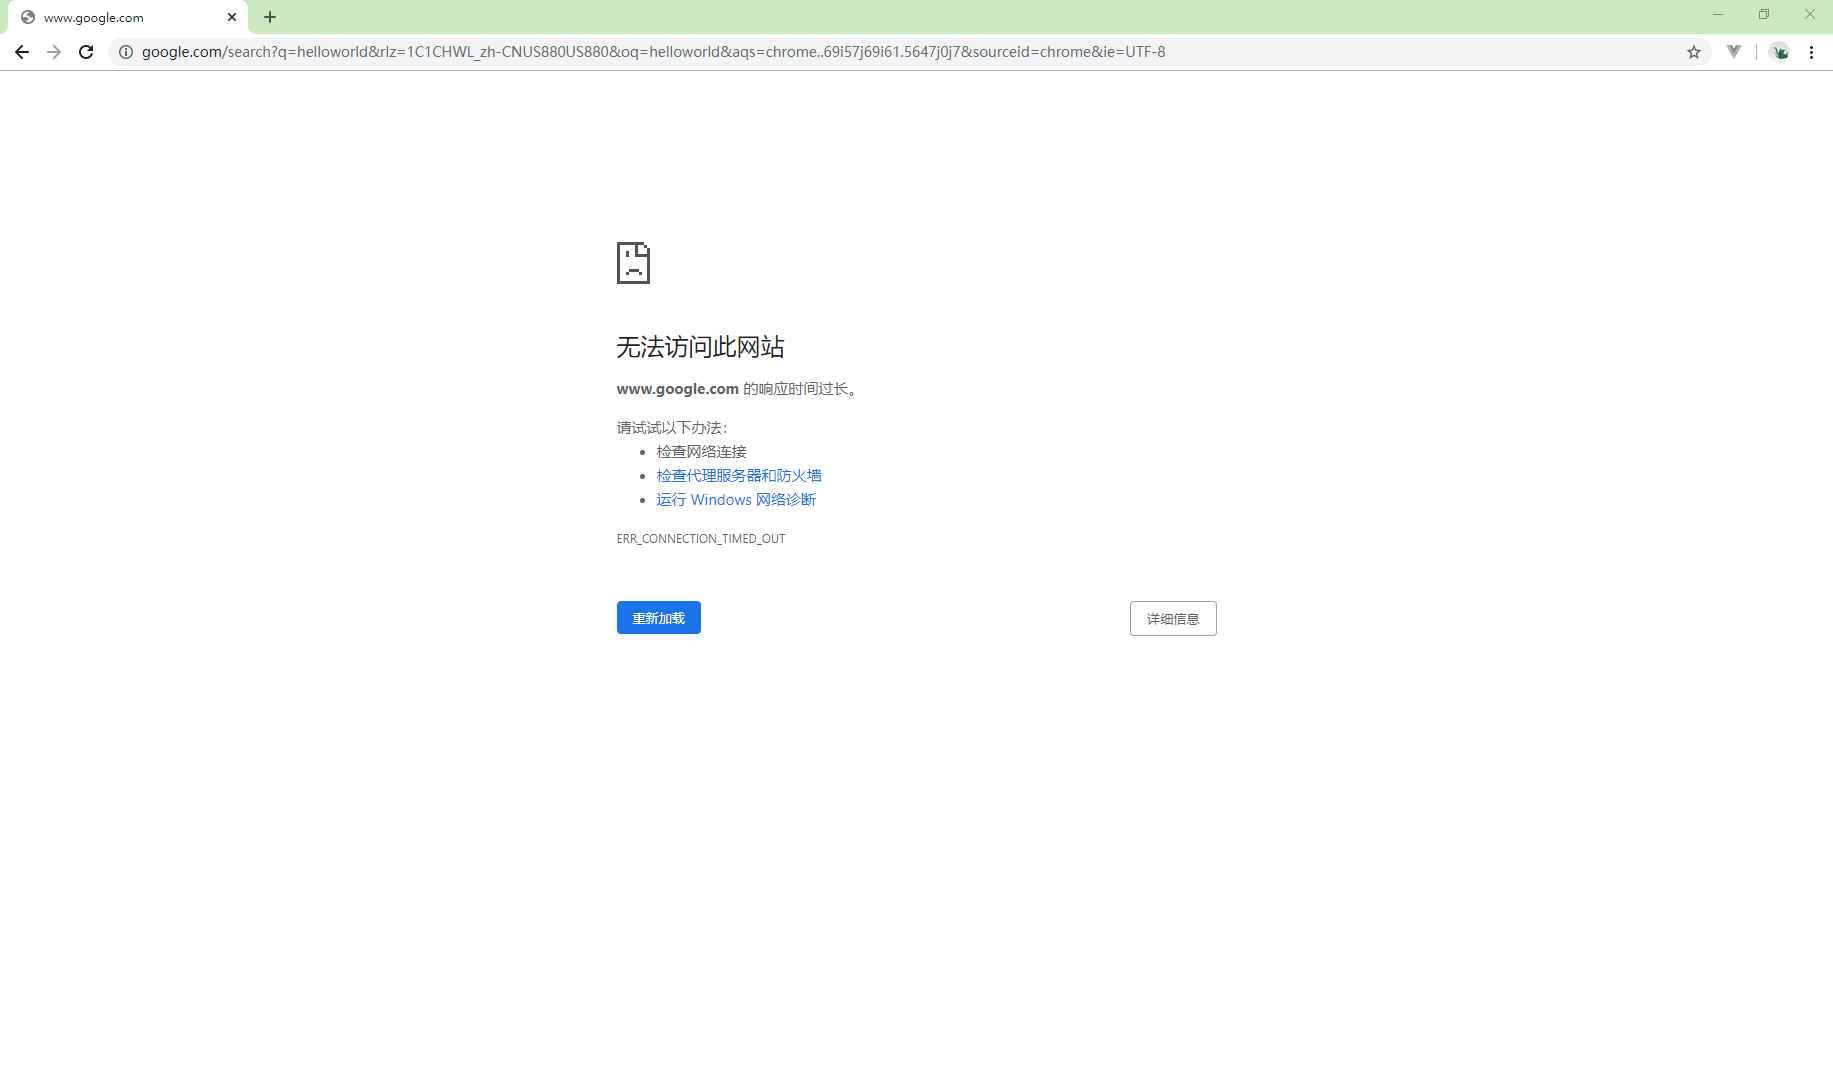 www.google.com
google.com/search?q=helloworld&rlz=1C1CHWL_zh-CNUS880US880&oq=helloworld&aqs=chrome..69i57j69i61.5647j0j7&sourceid=chrome&ie=UTF-8
无法访问此网站
www.google.com 的响应时间过长。
请试试以下办法：
检查网络连接
检查代理服务器和防火墙
运行 Windows 网络诊断
ERR_CONNECTION_TIMED_OUT
重新加载
详细信息